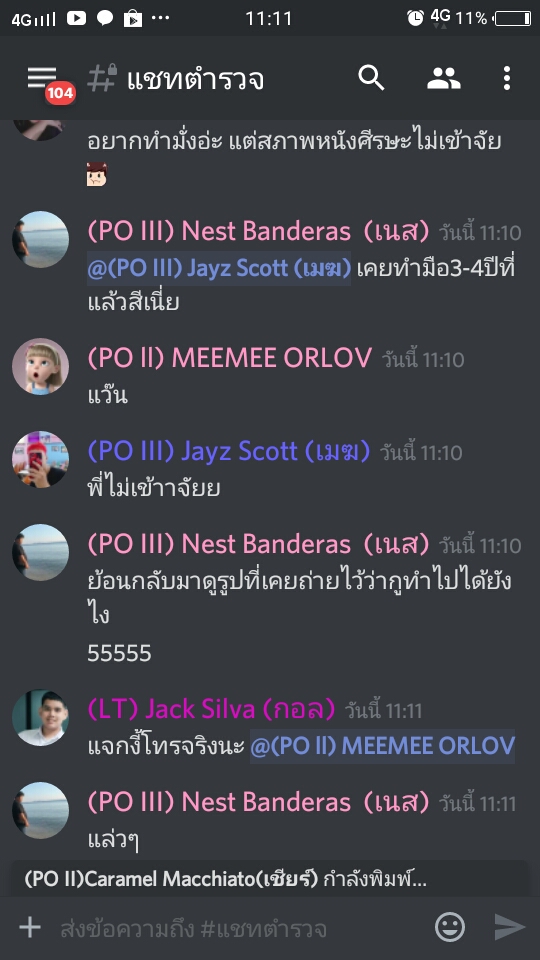 4G 11:11 4G 11%
104 แชทตำรวจ
อยากทำมั่งอ่ะ แต่สภาพหนังศีรษะไม่เข้าจัย
(PO III) Nest Banderas (เนส) วันนี้ 11:10
@(PO III) Jayz Scott (เมฆ) เคยทำมือ3-4ปีที่
แล้วสีเนี่ย
(PO ll) MEEMEE ORLOV วันนี้ 11:10
แว๊น
(PO III) Jayz Scott (เมฆ) วันนี้ 11:10
พี่ไม่เข้าาจัยย
(PO III) Nest Banderas (เนส) วันนี้ 11:10
ย้อนกลับมาดูรูปที่เคยถ่ายไว้ว่ากูทำไปได้ยัง
ไง
55555
(LT) Jack Silva (กอล) วันนี้ 11:11
แจกงี้โทรจริงนะ @(PO ll) MEEMEE ORLOV
(PO III) Nest Banderas (เนส) วันนี้ 11:11
แล่วๆ
(PO II)Caramel Macchiato(เชียร์) กำลังพิมพ์...
ส่งข้อความถึง #แชทตำรวจ